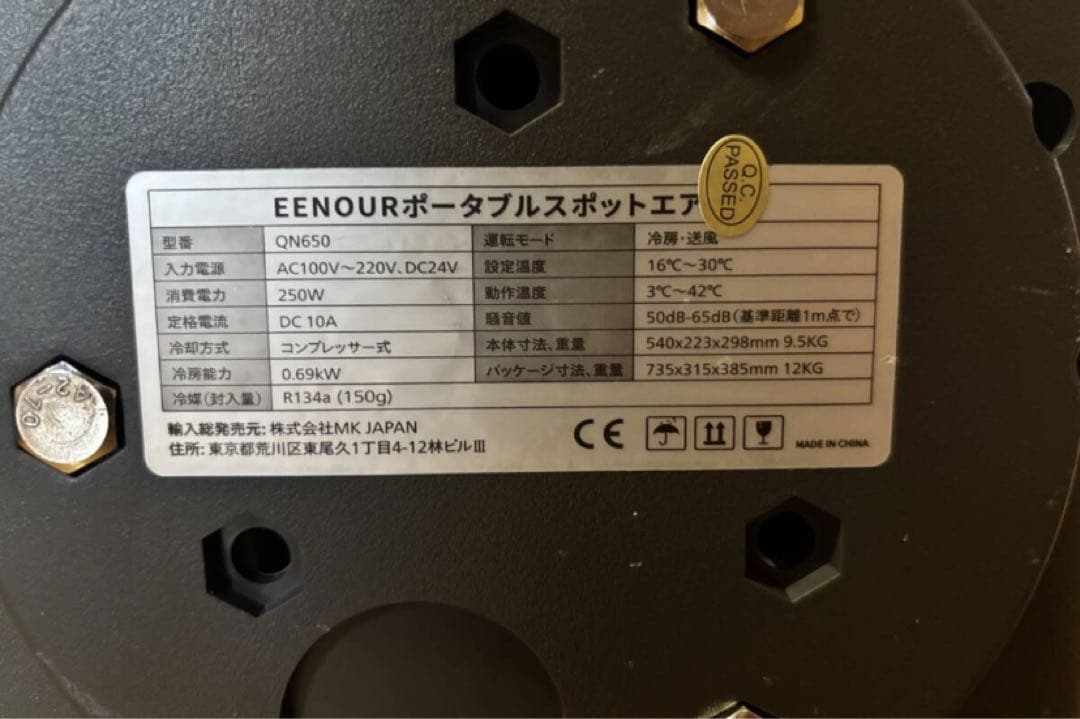 EENOURポータブルスポットエア
Q.C.
PASSED
型番 QN650 運転モード 冷房・送風
入力電源 AC100V～220V、DC24V 設定温度 16℃～30℃
消費電力 250W 動作温度 3℃～42℃
定格電流 DC 10A 騒音値 50dB-65dB（基準距離1m点で）
冷却方式 コンプレッサー式 本体寸法、重量 540x223x298mm 9.5KG
冷房能力 0.69kW パッケージ寸法、重量 735x315x385mm 12KG
冷媒（封入量） R134a (150g)
輸入総発売元: 株式会社MK JAPAN
住所: 東京都荒川区東尾久1丁目4-12林ビルⅢ
CE
MADE IN CHINA
A2-70